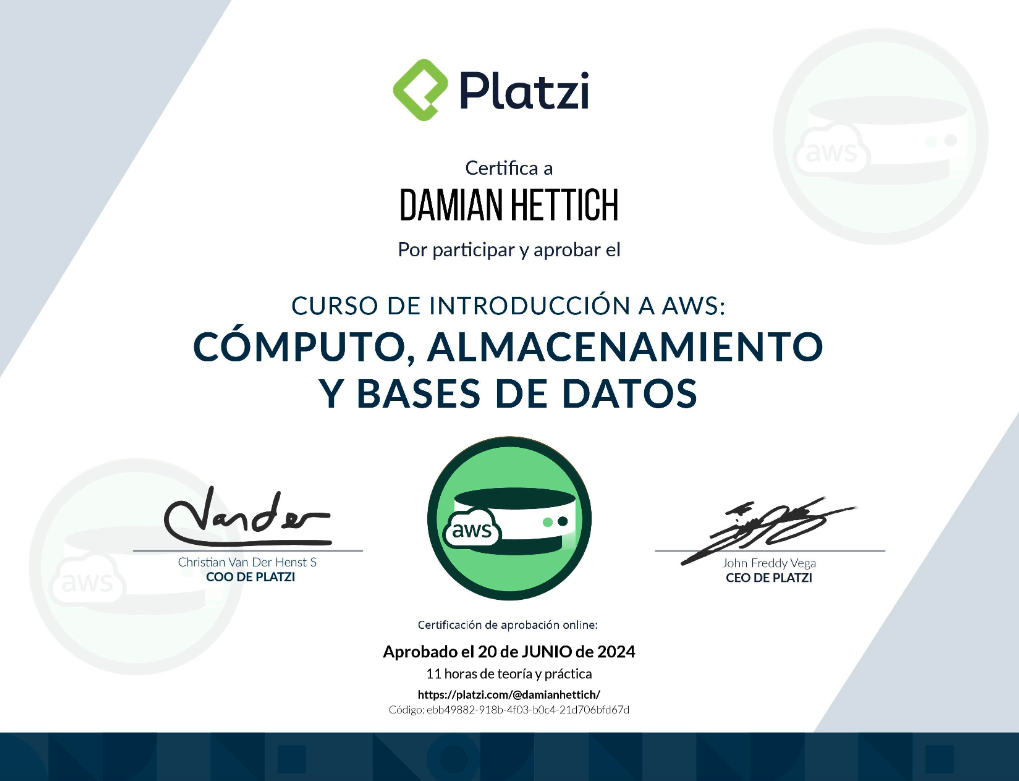 Platzi
aws
Certifica a
DAMIAN HETTICH
Por participar y aprobar el
CURSO DE INTRODUCCIÓN A AWS:
CÓMPUTO, ALMACENAMIENTO
Y BASES DE DATOS
Vander
aws
aws
Christian Van Der Henst S
COO DE PLATZI
John Freddy Vega
CEO DE PLATZI
Certificación de aprobación online:
Aprobado el 20 de JUNIO de 2024
11 horas de teoría y práctica
https://platzi.com/@damianhettich/
Código: ebb49882-918b-4f03-b0c4-21d706bfd67d